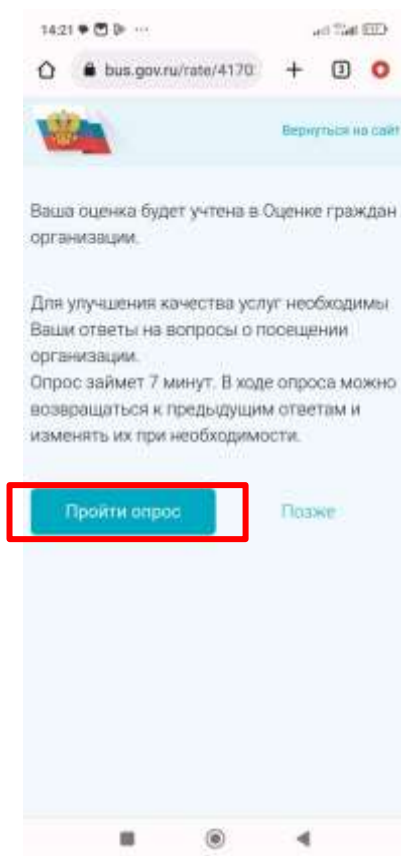 14:21
bus.gov.ru/rate/4170
3
Вернуться на сайт
Ваша оценка будет учтена в Оценке граждан
организации.
Для улучшения качества услуг необходимы
Ваши ответы на вопросы о посещении
организации.
Опрос займет 7 минут. В ходе опроса можно
возвращаться к предыдущим ответам и
изменять их при необходимости.
Пройти опрос
Позже